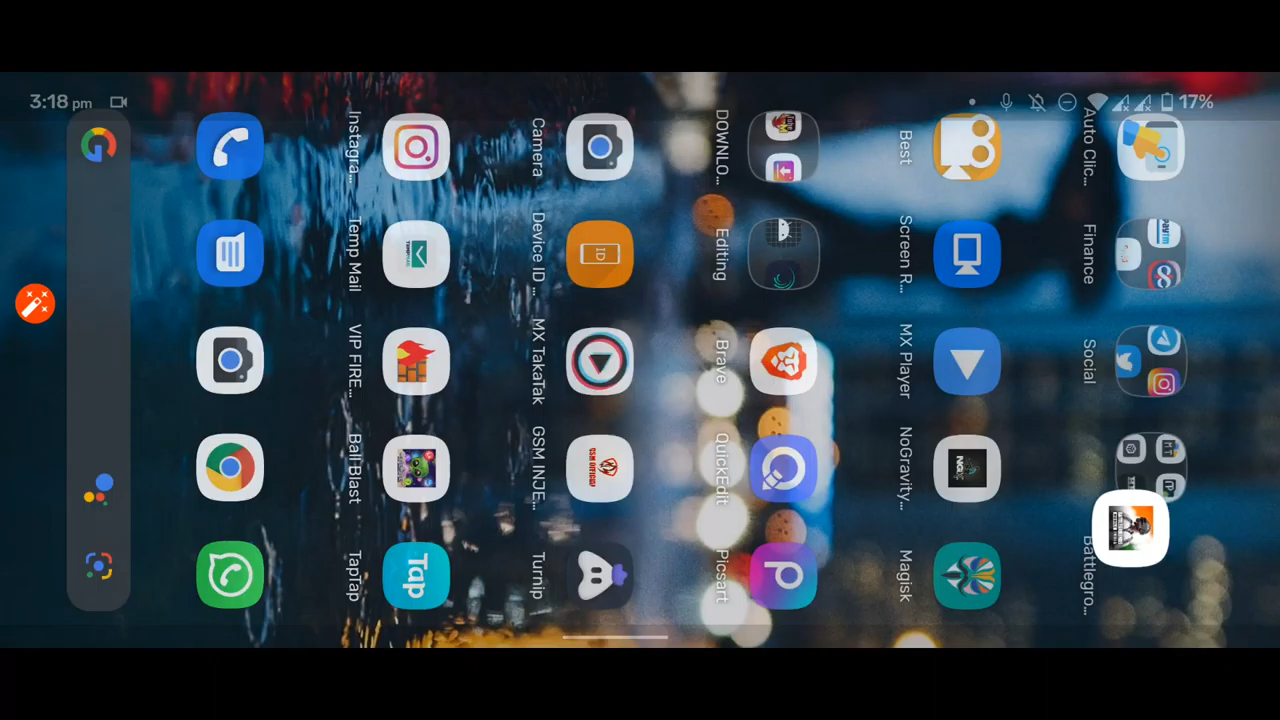 3:18 pm
17%
Auto Clic...
Finance
Social
Battlegro...
Best
Screen R...
MX Player
NoGravity...
Magisk
DOWNLO...
Editing
Brave
QuickEdit
Picsart
Camera
Device ID ...
MX TakaTak
GSM INJE...
Turnip
Instagra...
Temp Mail
VIP FIRE...
Ball Blast
TapTap
ID
Tap